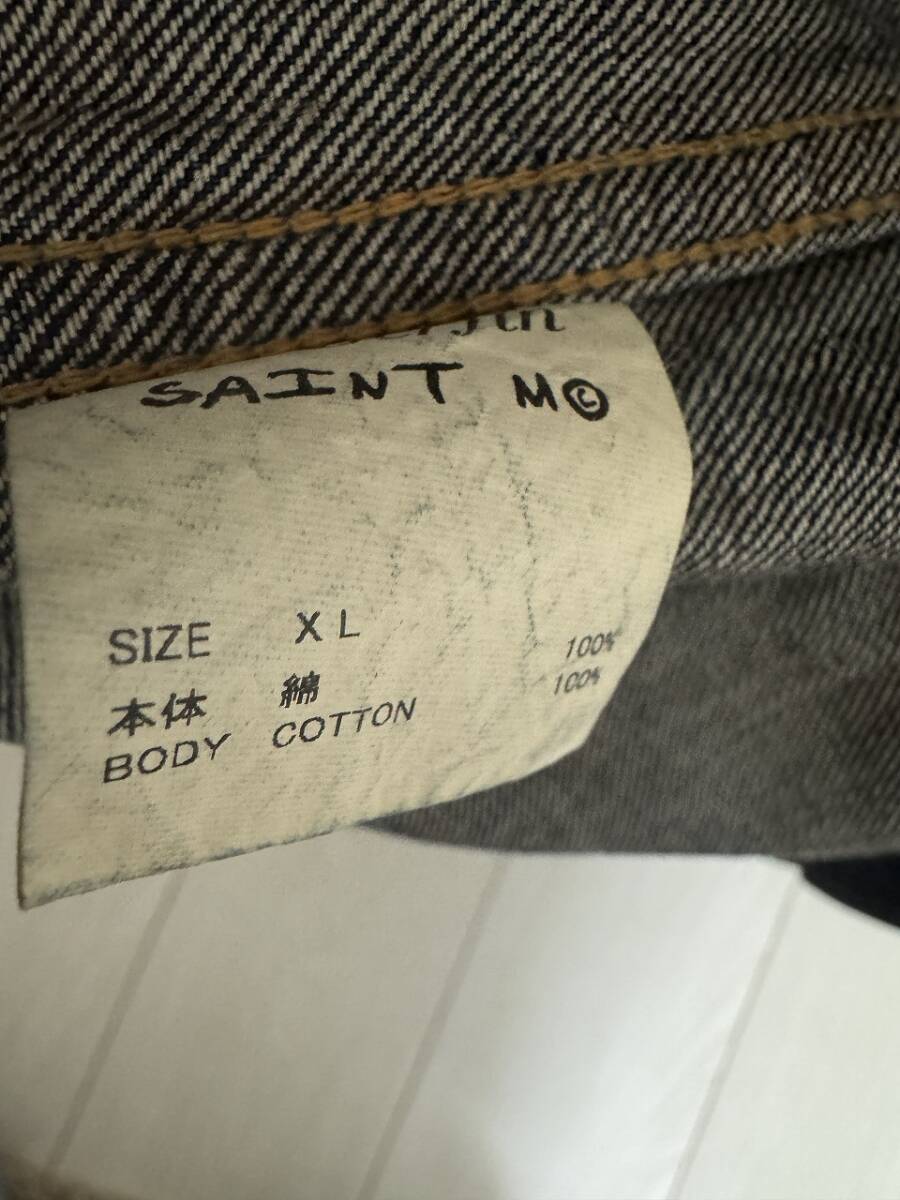 SAINT M©
SIZE XL
本体 綿 100%
BODY COTTON 100%